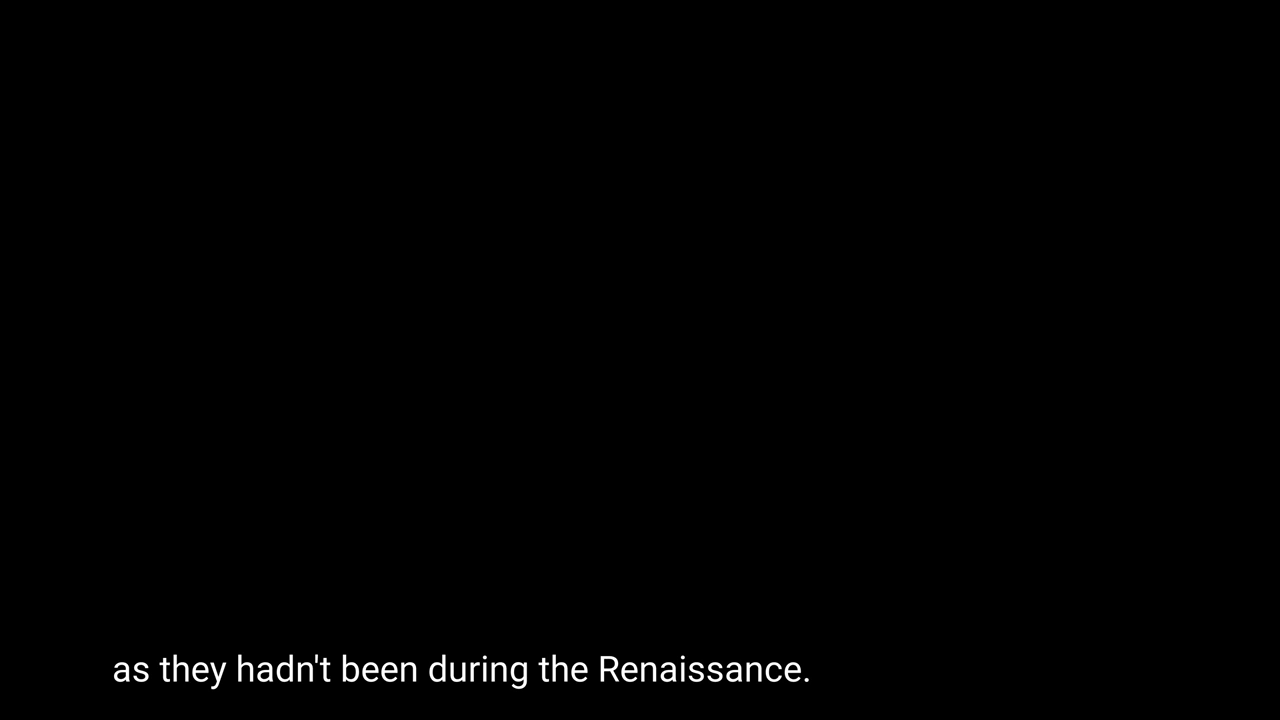 as they hadn't been during the Renaissance.